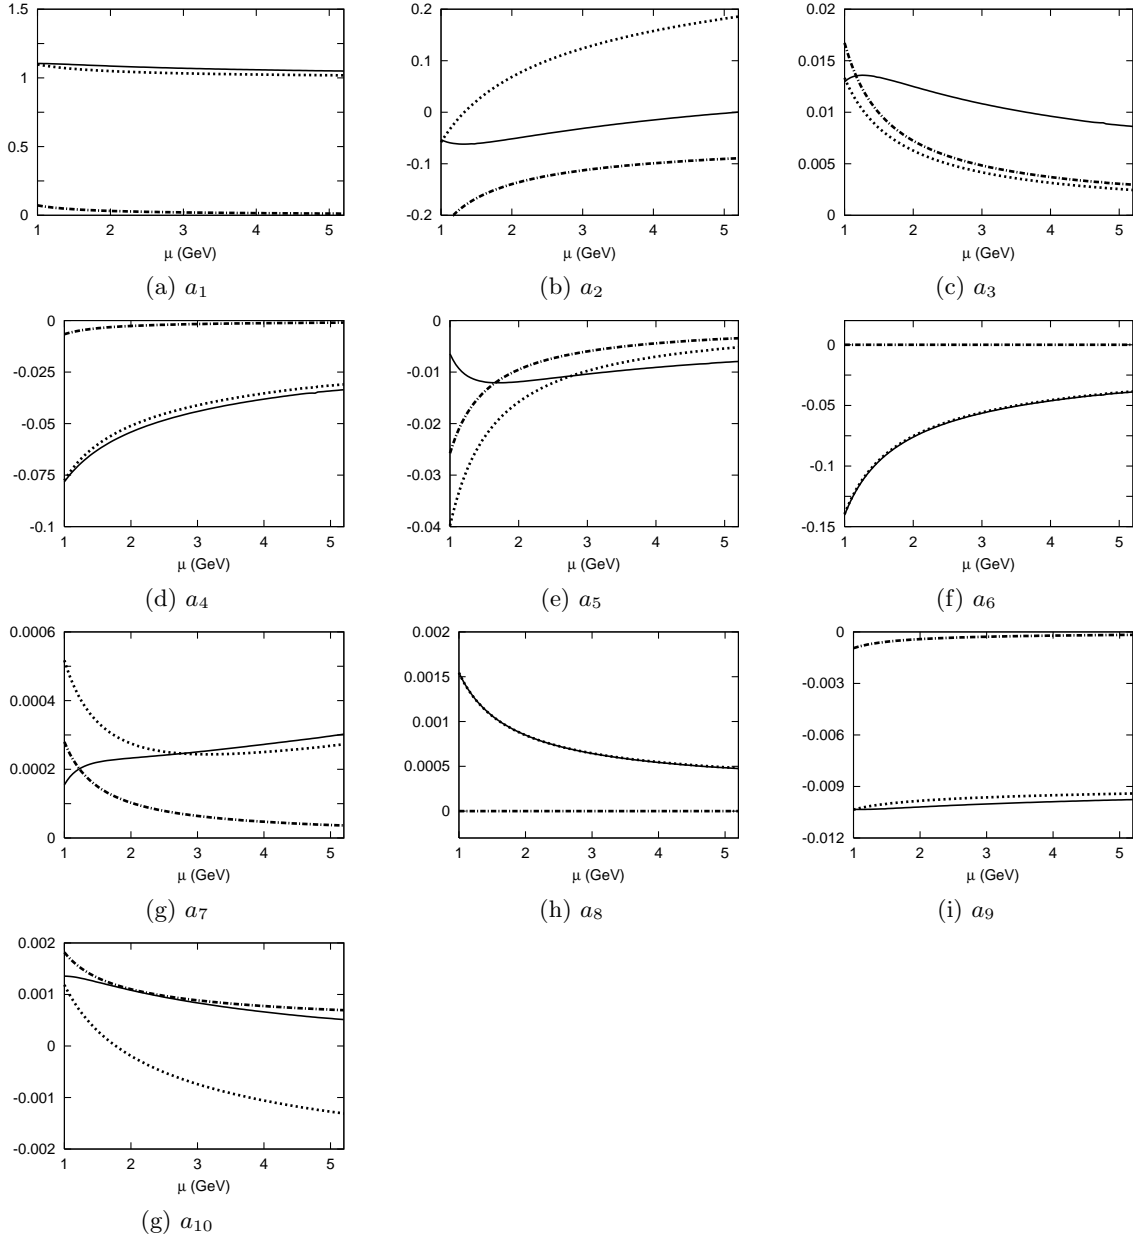 1.5
1
0.5
0
1 2 3 4 5
μ (GeV)
(a) a1
0.2
0.1
0
-0.1
-0.2
1 2 3 4 5
μ (GeV)
(b) a2
0.02
0.015
0.01
0.005
0
1 2 3 4 5
μ (GeV)
(c) a3
0
-0.025
-0.05
-0.075
-0.1
1 2 3 4 5
μ (GeV)
(d) a4
0
-0.01
-0.02
-0.03
-0.04
1 2 3 4 5
μ (GeV)
(e) a5
0
-0.05
-0.1
-0.15
1 2 3 4 5
μ (GeV)
(f) a6
0.0006
0.0004
0.0002
0
1 2 3 4 5
μ (GeV)
(g) a7
0.002
0.0015
0.001
0.0005
0
1 2 3 4 5
μ (GeV)
(h) a8
0
-0.003
-0.006
-0.009
-0.012
1 2 3 4 5
μ (GeV)
(i) a9
0.002
0.001
0
-0.001
-0.002
1 2 3 4 5
μ (GeV)
(g) a10